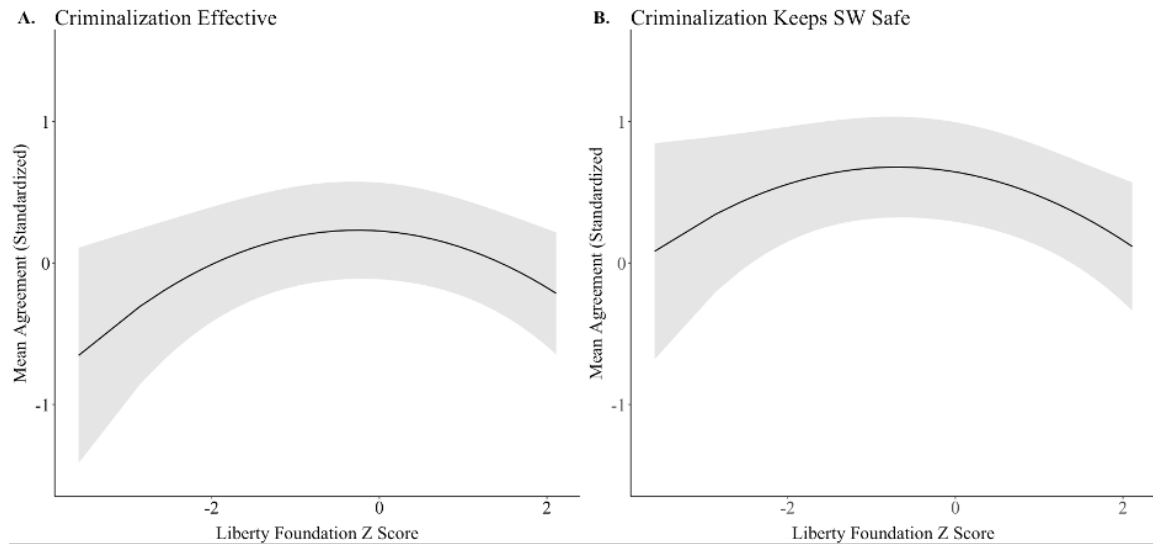 A. Criminalization Effective
Mean Agreement (Standardized)
1
0
-1
-2
0
2
Liberty Foundation Z Score
B. Criminalization Keeps SW Safe
Mean Agreement (Standardized
1
0
-1
-2
0
2
Liberty Foundation Z Score